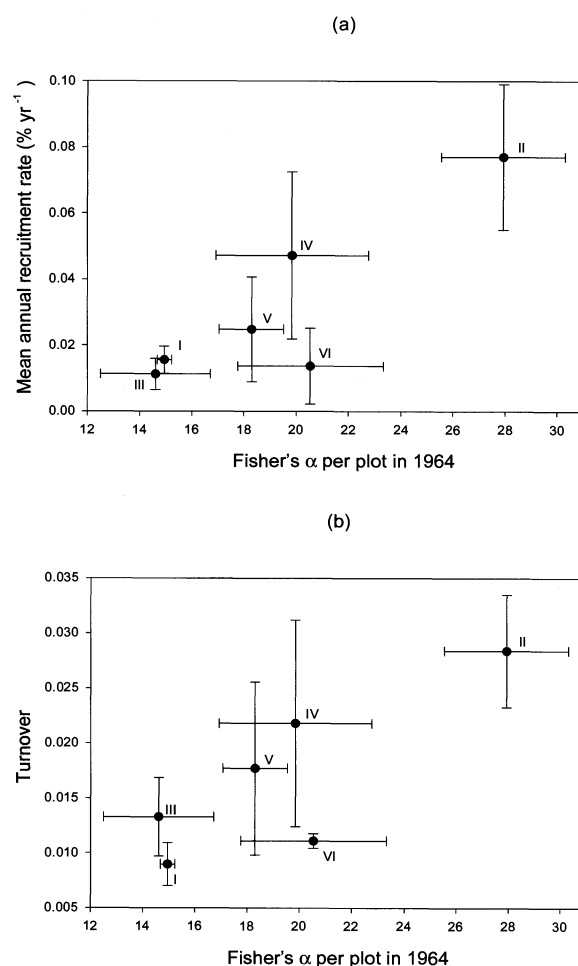 (a)
Mean annual recruitment rate (% yr⁻¹)
0.10
0.08
0.06
0.04
0.02
0.00
II
IV
V
I
VI
III
12 14 16 18 20 22 24 26 28 30
Fisher's α per plot in 1964
(b)
Turnover
0.035
0.030
0.025
0.020
0.015
0.010
0.005
II
IV
V
III
VI
I
12 14 16 18 20 22 24 26 28 30
Fisher's α per plot in 1964